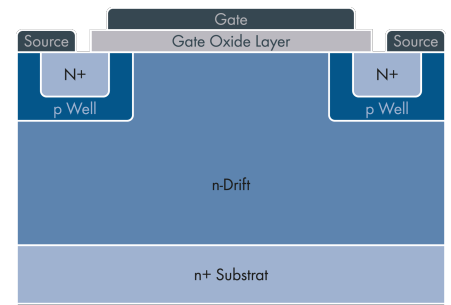 Gate
Source
Gate Oxide Layer
Source
N+
N+
p Well
p Well
n-Drift
n+ Substrat